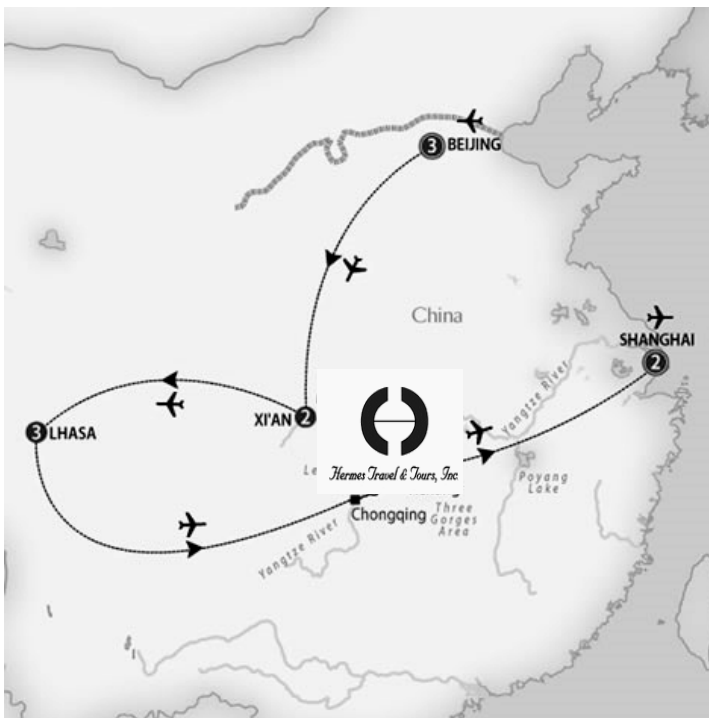 3 BEIJING
China
SHANGHAI
2
3 LHASA
XI'AN 2
Yangtze River
Hermes Travel & Tours, Inc
Poyang
Lake
Chongqing
Three
Gorges
Area
Yangtze River